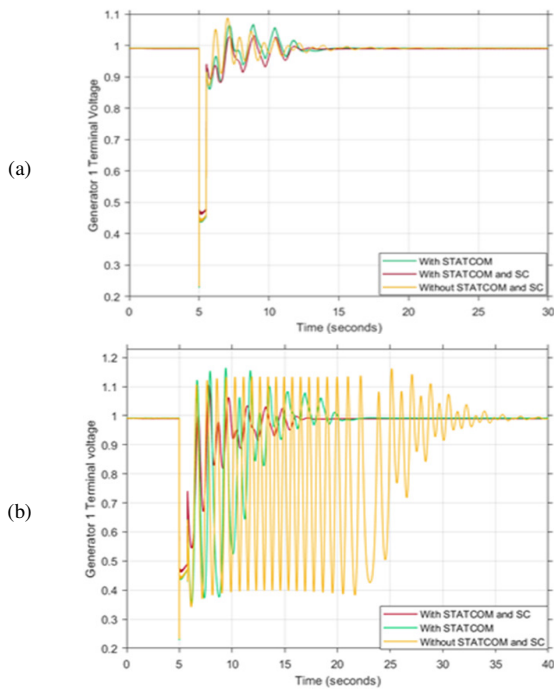 (a)
Generator 1 Terminal Voltage
1.1
1
0.9
0.8
0.7
0.6
0.5
0.4
0.3
0.2
With STATCOM
With STATCOM and SC
Without STATCOM and SC
0 5 10 15 20 25 30
Time (seconds)
(b)
Generator 1 Terminal voltage
1.2
1.1
1
0.9
0.8
0.7
0.6
0.5
0.4
0.3
0.2
With STATCOM and SC
With STATCOM
Without STATCOM and SC
0 5 10 15 20 25 30 35 40
Time (seconds)